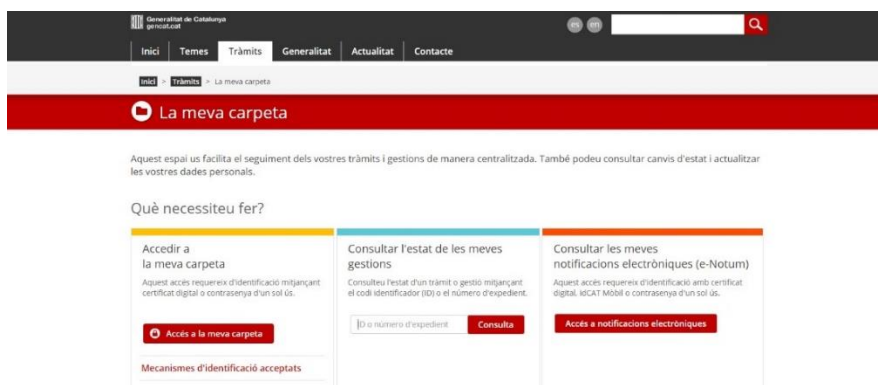 Generalitat de Catalunya
gencat.cat
es en
Inici Temes Tràmits Generalitat Actualitat Contacte
Inici > Tràmits > La meva carpeta
La meva carpeta
Aquest espai us facilita el seguiment dels vostres tràmits i gestions de manera centralitzada. També podeu consultar canvis d'estat i actualitzar
les vostres dades personals.
Què necessiteu fer?
Accedir a
la meva carpeta
Aquest accés requereix d'identificació mitjançant
certificat digital o contrasenya d'un sol ús.
Accés a la meva carpeta
Mecanismes d'identificació acceptats
Consultar l'estat de les meves
gestions
Consulteu l'estat d'un tràmit o gestió mitjançant
el codi identificador (ID) o el número d'expedient.
ID o número d'expedient Consulta
Consultar les meves
notificacions electròniques (e-Notum)
Aquest accés requereix d'identificació amb certificat
digital, idCAT Mòbil o contrasenya d'un sol ús.
Accés a notificacions electròniques